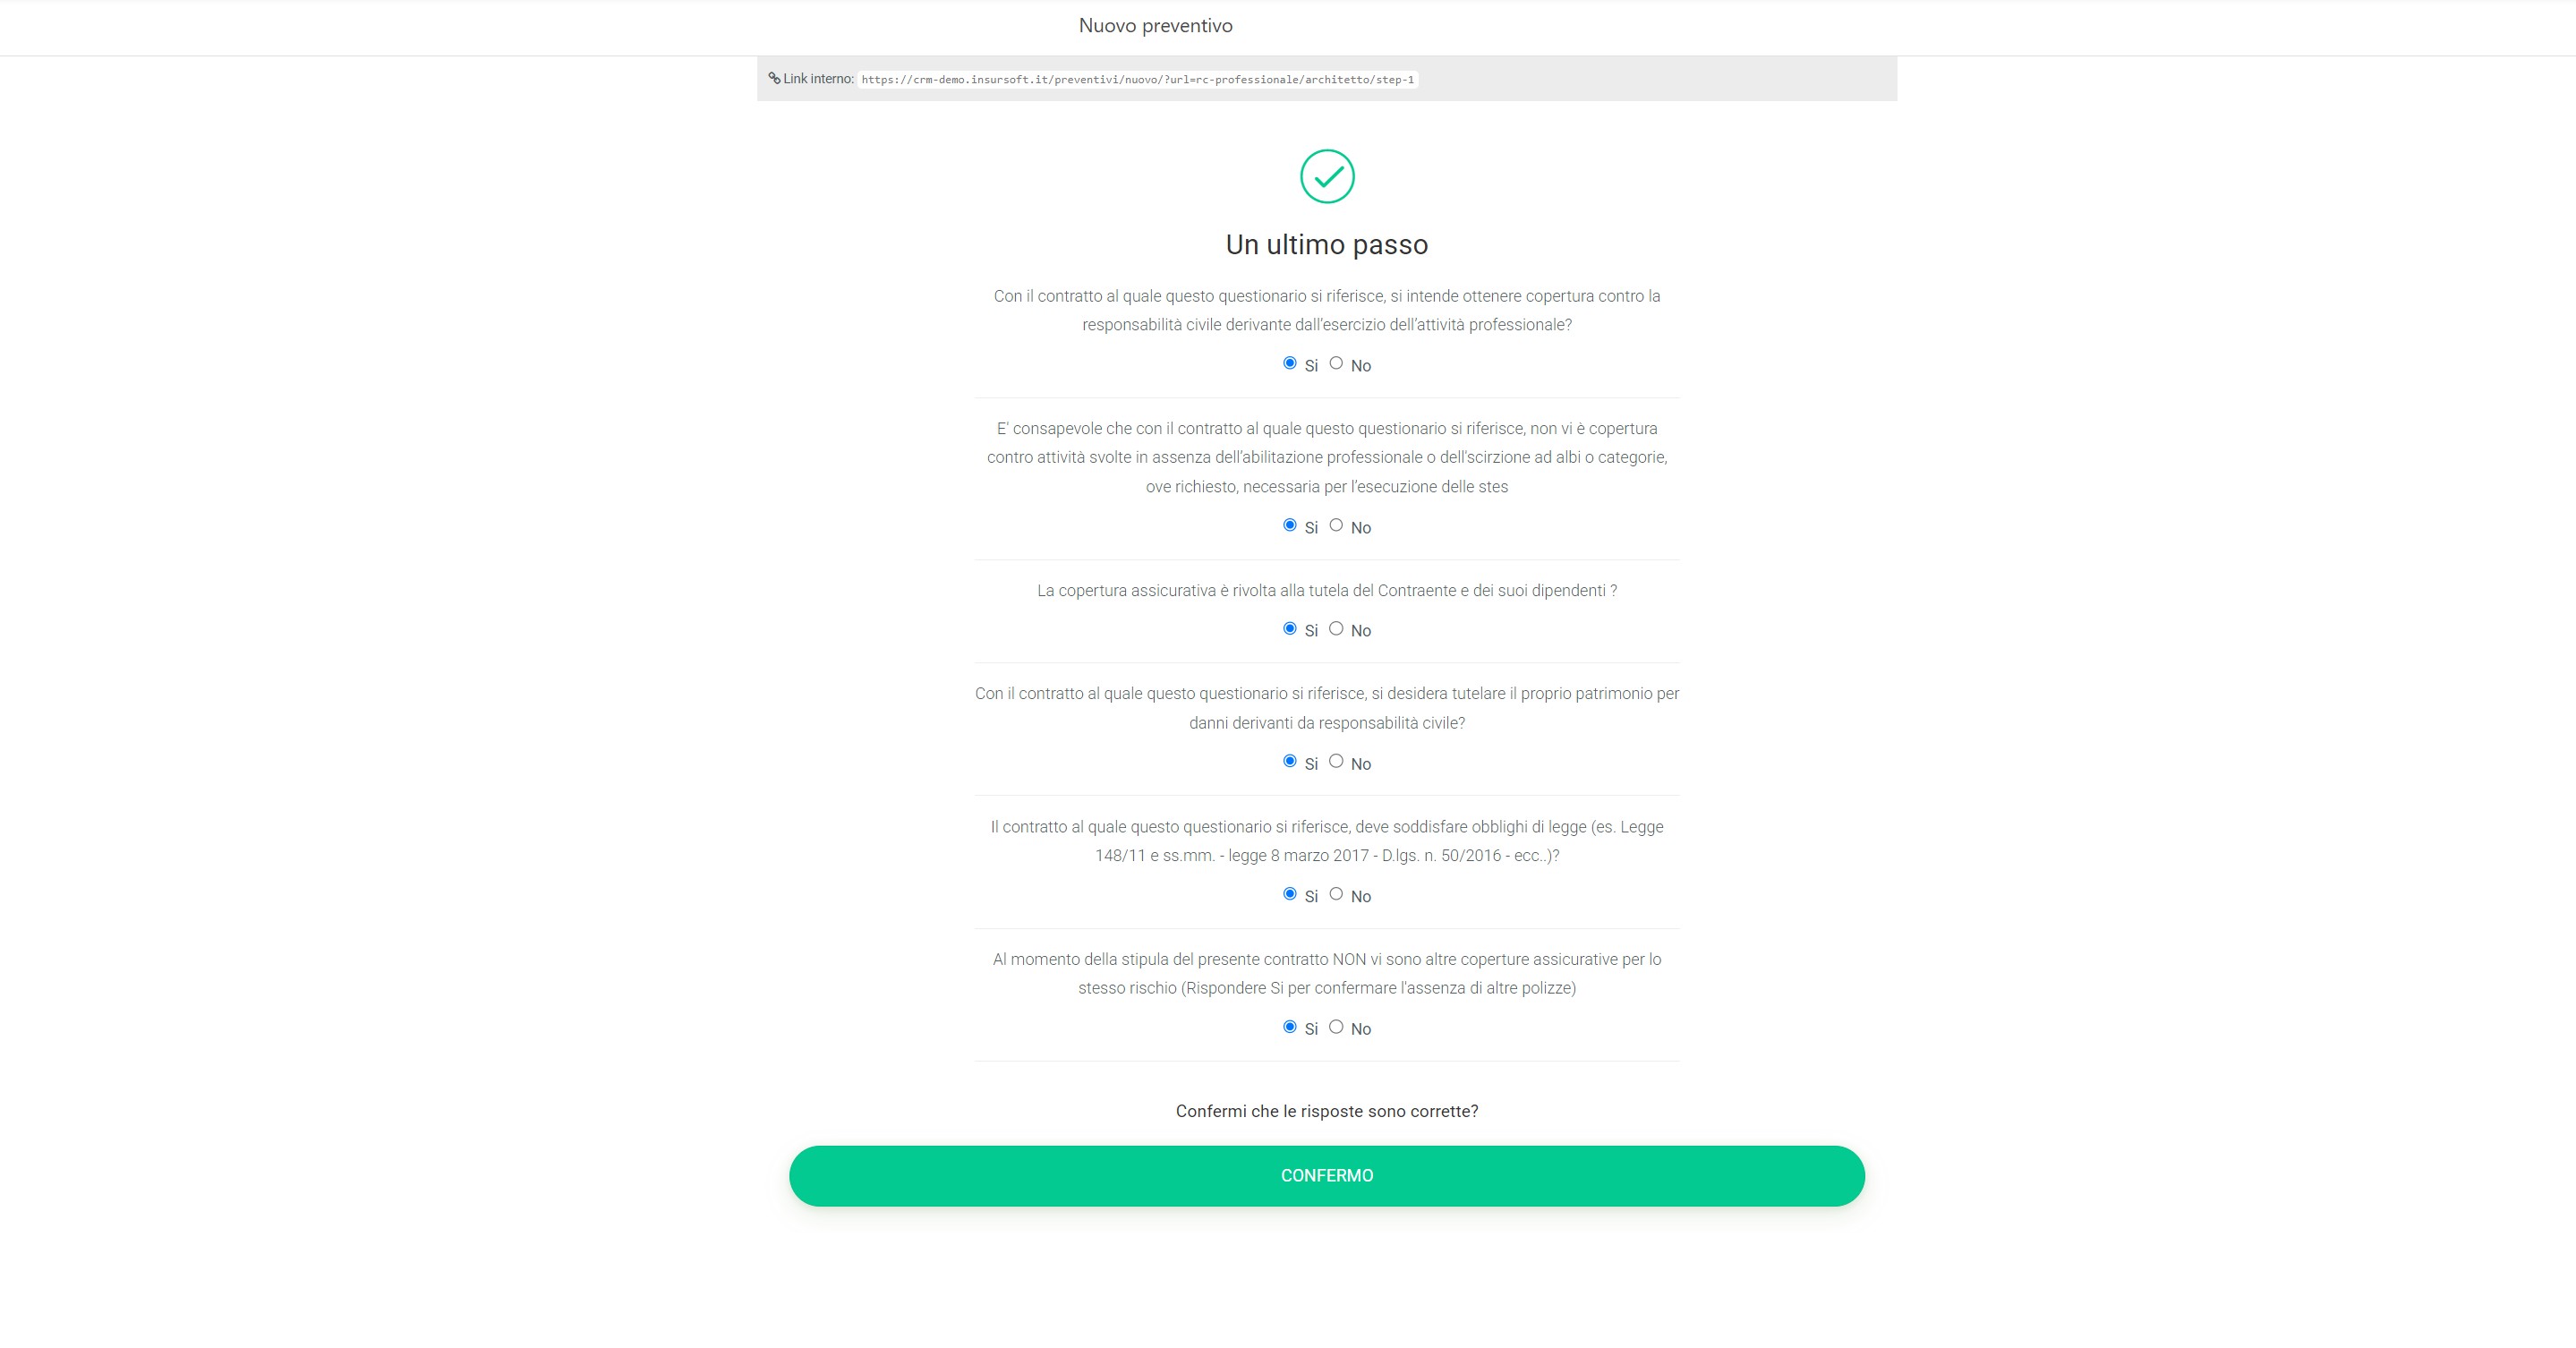 Nuovo preventivo
Link interno: https://crm-demo.insursoft.it/preventivi/nuovo/?url=rc-professionale/architetto/step-1
Un ultimo passo
Con il contratto al quale questo questionario si riferisce, si intende ottenere copertura contro la
responsabilità civile derivante dall'esercizio dell'attività professionale?
Si No
E' consapevole che con il contratto al quale questo questionario si riferisce, non vi è copertura
contro attività svolte in assenza dell'abilitazione professionale o dell'scirzione ad albi o categorie,
ove richiesto, necessaria per l'esecuzione delle stes
Si No
La copertura assicurativa è rivolta alla tutela del Contraente e dei suoi dipendenti ?
Si No
Con il contratto al quale questo questionario si riferisce, si desidera tutelare il proprio patrimonio per
danni derivanti da responsabilità civile?
Si No
Il contratto al quale questo questionario si riferisce, deve soddisfare obblighi di legge (es. Legge
148/11 e ss.mm. - legge 8 marzo 2017 - D.lgs. n. 50/2016 - ecc..)?
Si No
Al momento della stipula del presente contratto NON vi sono altre coperture assicurative per lo
stesso rischio (Rispondere Si per confermare l'assenza di altre polizze)
Si No
Confermi che le risposte sono corrette?
CONFERMO